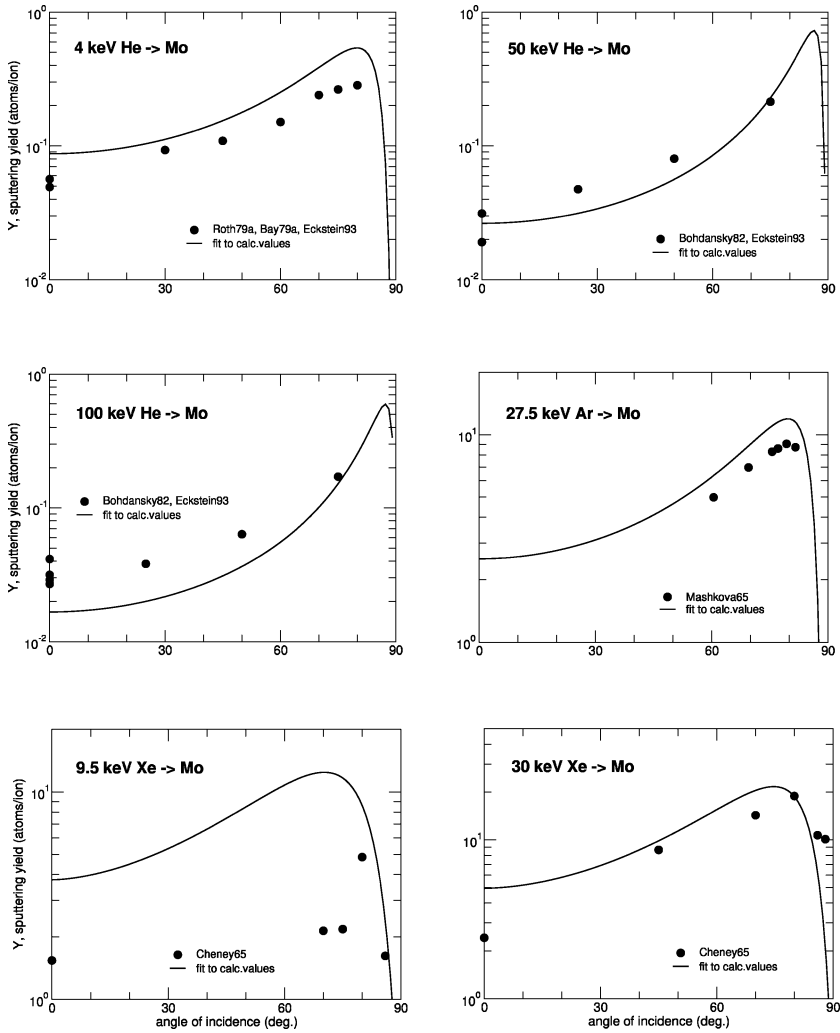 4 keV He -> Mo
Y, sputtering yield (atoms/ion)
10^0
10^-1
10^-2
Roth79a, Bay79a, Eckstein93
fit to calc.values
0 30 60 90
50 keV He -> Mo
10^0
10^-1
10^-2
Bohdansky82, Eckstein93
fit to calc.values
0 30 60 90
100 keV He -> Mo
Y, sputtering yield (atoms/ion)
10^0
10^-1
10^-2
Bohdansky82, Eckstein93
fit to calc.values
0 30 60 90
27.5 keV Ar -> Mo
10^1
10^0
Mashkova65
fit to calc.values
0 30 60 90
9.5 keV Xe -> Mo
Y, sputtering yield (atoms/ion)
10^1
10^0
Cheney65
fit to calc.values
0 30 60 90
angle of incidence (deg.)
30 keV Xe -> Mo
10^1
10^0
Cheney65
fit to calc.values
0 30 60 90
angle of incidence (deg.)